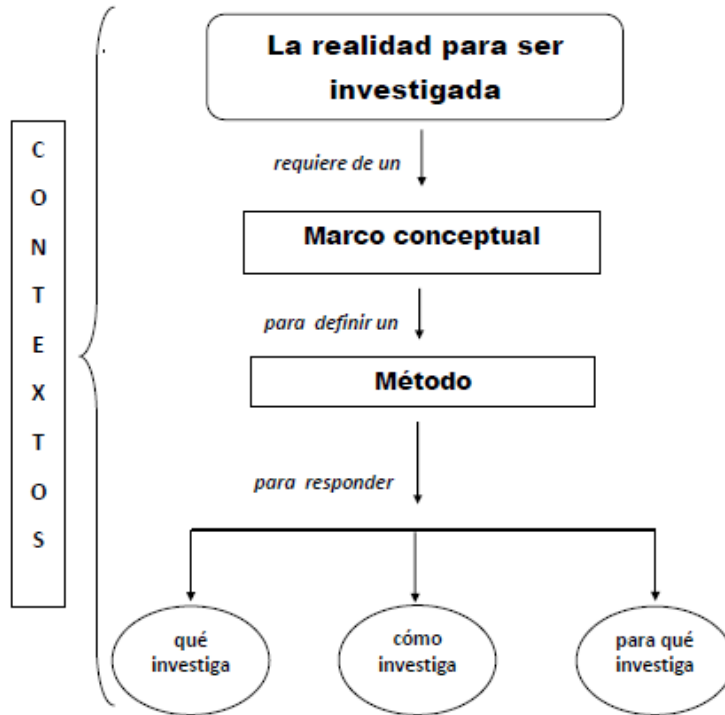 La realidad para ser
investigada
requiere de un
Marco conceptual
para definir un
Método
para responder
qué
investiga
cómo
investiga
para qué
investiga
C
O
N
T
E
X
T
O
S